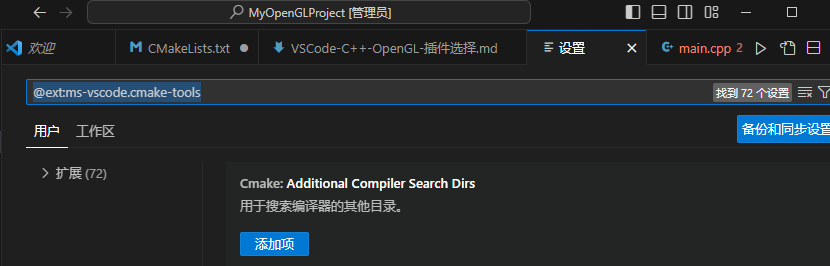 MyOpenGLProject [管理员]
欢迎 CMakeLists.txt VSCode-C++-OpenGL-插件选择.md 设置 main.cpp 2
@ext:ms-vscode.cmake-tools 找到 72 个设置
用户 工作区 备份和同步设置
扩展 (72)
Cmake: Additional Compiler Search Dirs
用于搜索编译器的其他目录。
添加项